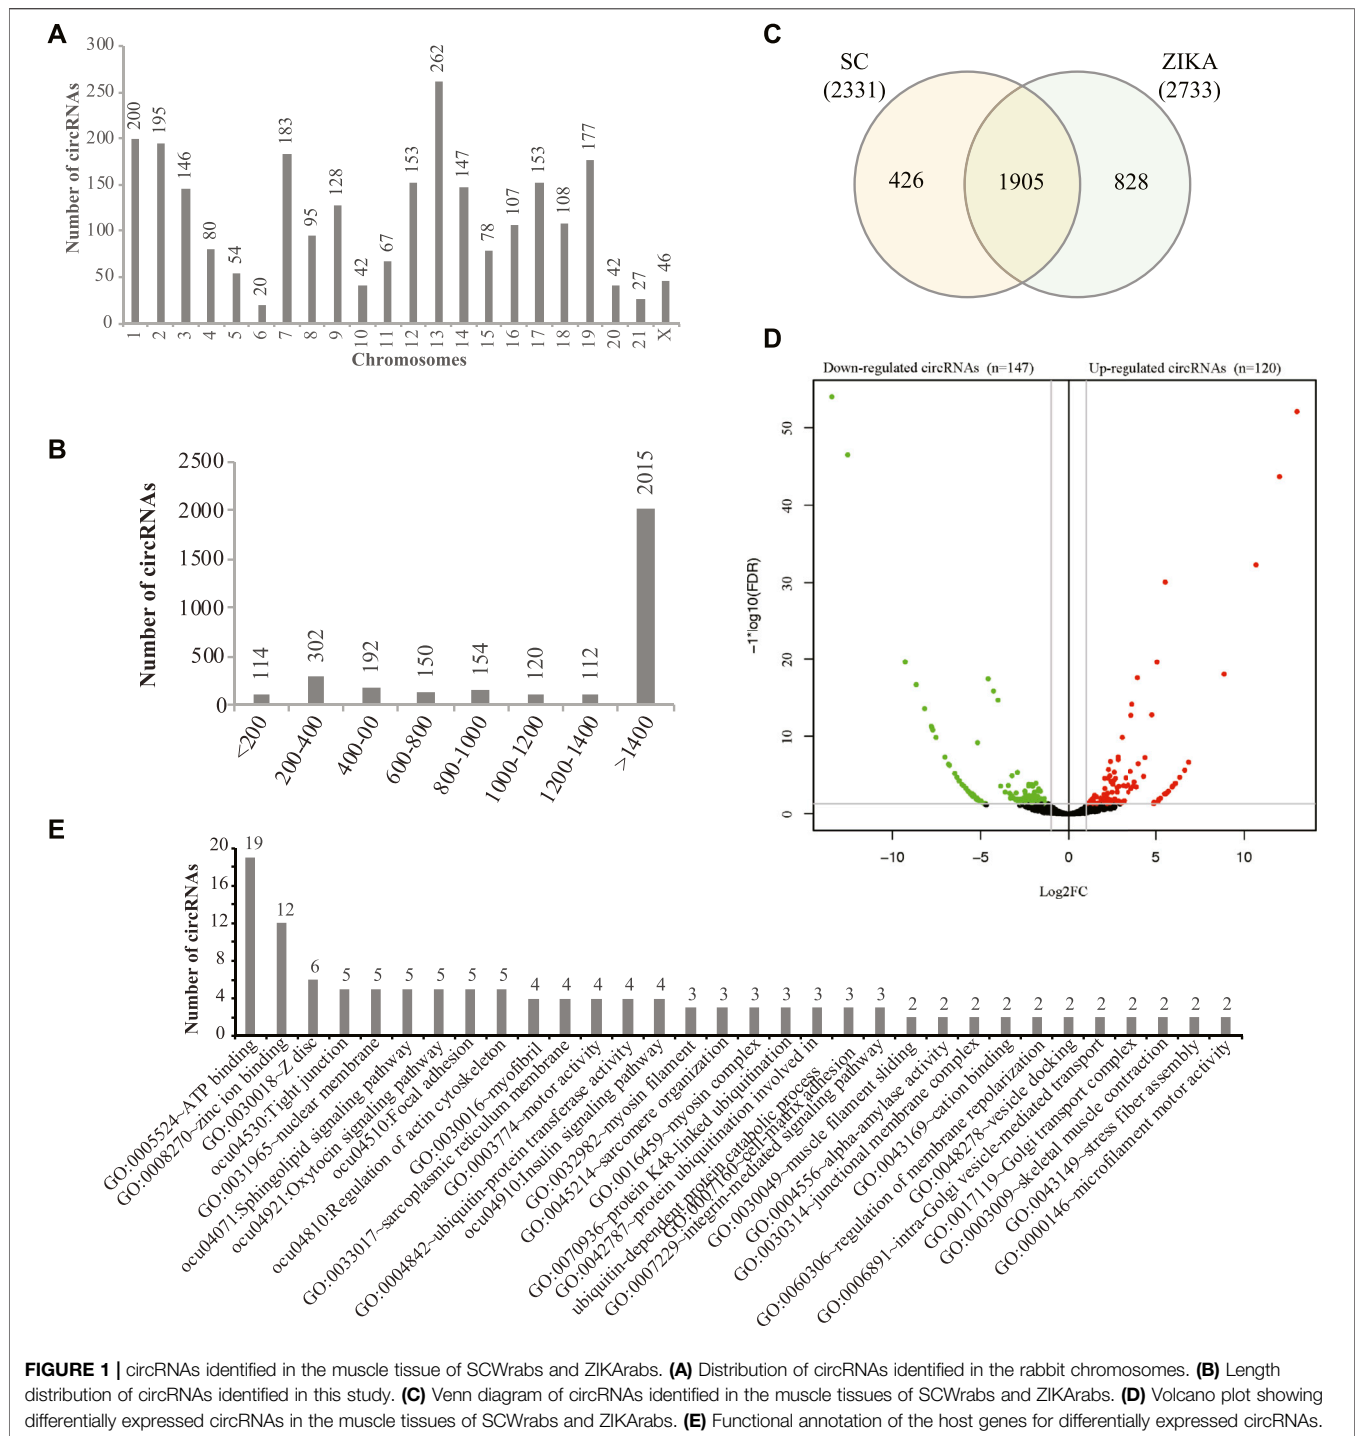 A
300
250
200
150
100
50
0
Number of circRNAs
200
195
146
80
54
20
183
95
128
42
67
153
262
147
78
107
153
108
177
42
27
46
1 2 3 4 5 6 7 8 9 10 11 12 13 14 15 16 17 18 19 20 21 X
Chromosomes
B
2500
2000
1500
1000
500
0
Number of circRNAs
114
302
192
150
154
120
112
2015
<200
200-400
400-00
600-800
800-1000
1000-1200
1200-1400
>1400
C
SC
(2331)
ZIKA
(2733)
426
1905
828
D
Down-regulated circRNAs (n=147)
Up-regulated circRNAs (n=120)
50
40
30
20
10
0
−1*log10(FDR)
−10 −5 0 5 10
Log2FC
E
20
16
12
8
4
0
Number of circRNAs
19 12 6 5 5 5 5 5 5 4 4 4 4 4 3 3 3 3 3 3 3 2 2 2 2 2 2 2 2 2 2 2
GO:0005524~ATP binding
GO:0008270~zinc ion binding
GO:0030018~Z disc
ocu04530:Tight junction
GO:0031965~nuclear membrane
ocu04071:Sphingolipid signaling pathway
ocu04921:Oxytocin signaling pathway
ocu04510:Focal adhesion
ocu04810:Regulation of actin cytoskeleton
GO:0030016~myofibril
GO:0033017~sarcoplasmic reticulum membrane
GO:0003774~motor activity
GO:0004842~ubiquitin-protein transferase activity
ocu04910:Insulin signaling pathway
GO:0032982~myosin filament
GO:0045214~sarcomere organization
GO:0016459~myosin complex
GO:0070936~protein K48-linked ubiquitination
GO:0042787~protein ubiquitination involved in
ubiquitin-dependent protein catabolic process
GO:0007160~cell-matrix adhesion
GO:0007229~integrin-mediated signaling pathway
GO:0030049~muscle filament sliding
GO:0004556~alpha-amylase activity
GO:0030314~junctional membrane complex
GO:0043169~cation binding
GO:0060306~regulation of membrane repolarization
GO:0048278~vesicle docking
GO:0006891~intra-Golgi vesicle-mediated transport
GO:0017119~Golgi transport complex
GO:0003009~skeletal muscle contraction
GO:0043149~stress fiber assembly
GO:0000146~microfilament motor activity
FIGURE 1 | circRNAs identified in the muscle tissue of SCWrabs and ZIKArabs. (A) Distribution of circRNAs identified in the rabbit chromosomes. (B) Length
distribution of circRNAs identified in this study. (C) Venn diagram of circRNAs identified in the muscle tissues of SCWrabs and ZIKArabs. (D) Volcano plot showing
differentially expressed circRNAs in the muscle tissues of SCWrabs and ZIKArabs. (E) Functional annotation of the host genes for differentially expressed circRNAs.